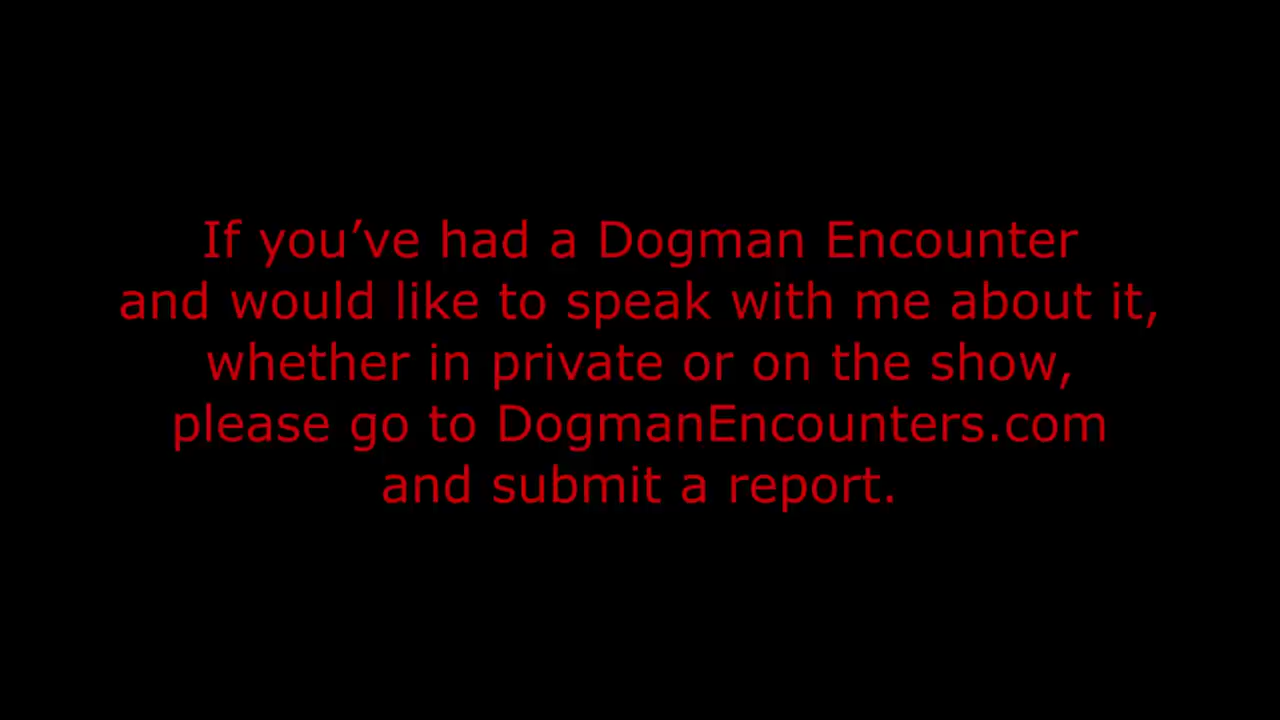 If you’ve had a Dogman Encounter
and would like to speak with me about it,
whether in private or on the show,
please go to DogmanEncounters.com
and submit a report.